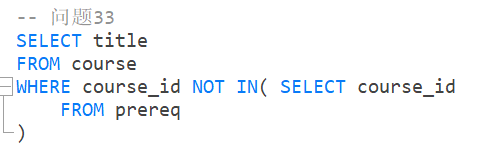 -- 问题33
SELECT title
FROM course
WHERE course_id NOT IN( SELECT course_id
    FROM prereq
)